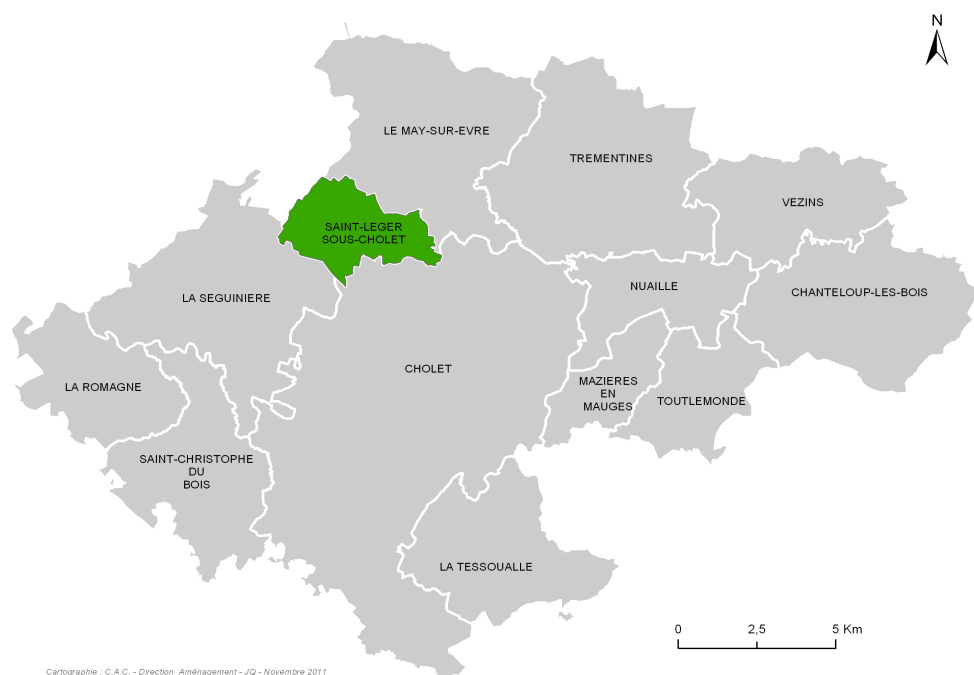 N
LE MAY-SUR-EVRE
TREMENTINES
VEZINS
SAINT-LEGER
SOUS-CHOLET
NUAILLE
CHANTELOUP-LES-BOIS
LA SEGUINIERE
CHOLET
LA ROMAGNE
MAZIERES
EN
MAUGES
TOUTLEMONDE
SAINT-CHRISTOPHE
DU
BOIS
LA TESSOUALLE
0 2,5 5 Km
Cartographie : C.A.C. - Direction Aménagement - JQ - Novembre 2011